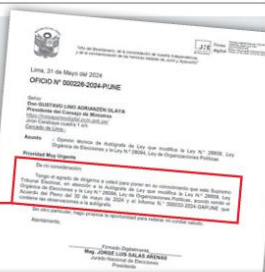 "Año del Bicentenario, de la consolidación de nuestra Independencia,
y de la conmemoración de las heroicas batallas de Junín y Ayacucho"
Lima, 31 de Mayo del 2024
OFICIO N° 000226-2024-P/JNE
Señor
Don GUSTAVO LINO ADRIANZÉN OLAYA
Presidente del Consejo de Ministros
Jirón Carabaya cuadra 1 s/n
Cercado de Lima.-
Asunto : Opinión técnica de Autógrafa de Ley que modifica la Ley N.° 26859, Ley
Orgánica de Elecciones y la Ley N.° 28094, Ley de Organizaciones Políticas.
Prioridad Muy Urgente
De mi consideración:
Tengo el agrado de dirigirme a usted para poner en su conocimiento que este Supremo
Tribunal Electoral, en atención a la Autógrafa de Ley que modifica la Ley N.° 26859, Ley
Orgánica de Elecciones y la Ley N.° 28094, Ley de Organizaciones Políticas, acordó
Acuerdo del Pleno del 30 de mayo de 2024 y el Informe N.° 000033-2024-DAP/JNE que
contiene las observaciones a la autógrafa.
Sin otro particular, hago propicia la oportunidad para reiterar mi cordial saludo.
Atentamente,
Firmado Digitalmente
Mag. JORGE LUIS SALAS ARENAS
Jurado Nacional de Elecciones
Presidente